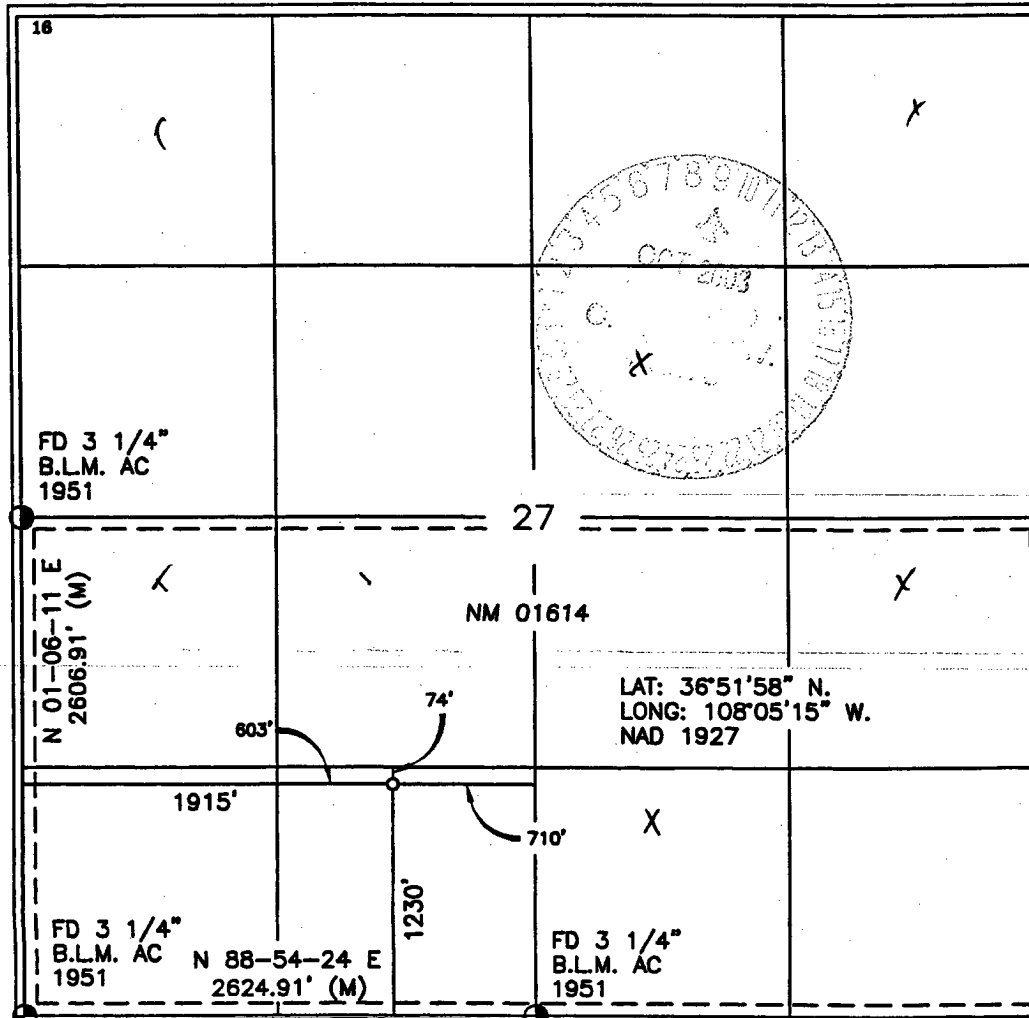 16
OCT 2003
FD 3 1/4"
B.L.M. AC
1951
27
N 01-06-11 E
2606.91' (M)
NM 01614
LAT: 36°51'58" N.
LONG: 108°05'15" W.
NAD 1927
74'
603'
1915'
710'
1230'
FD 3 1/4"
B.L.M. AC
1951
N 88-54-24 E
2624.91' (M)
FD 3 1/4"
B.L.M. AC
1951